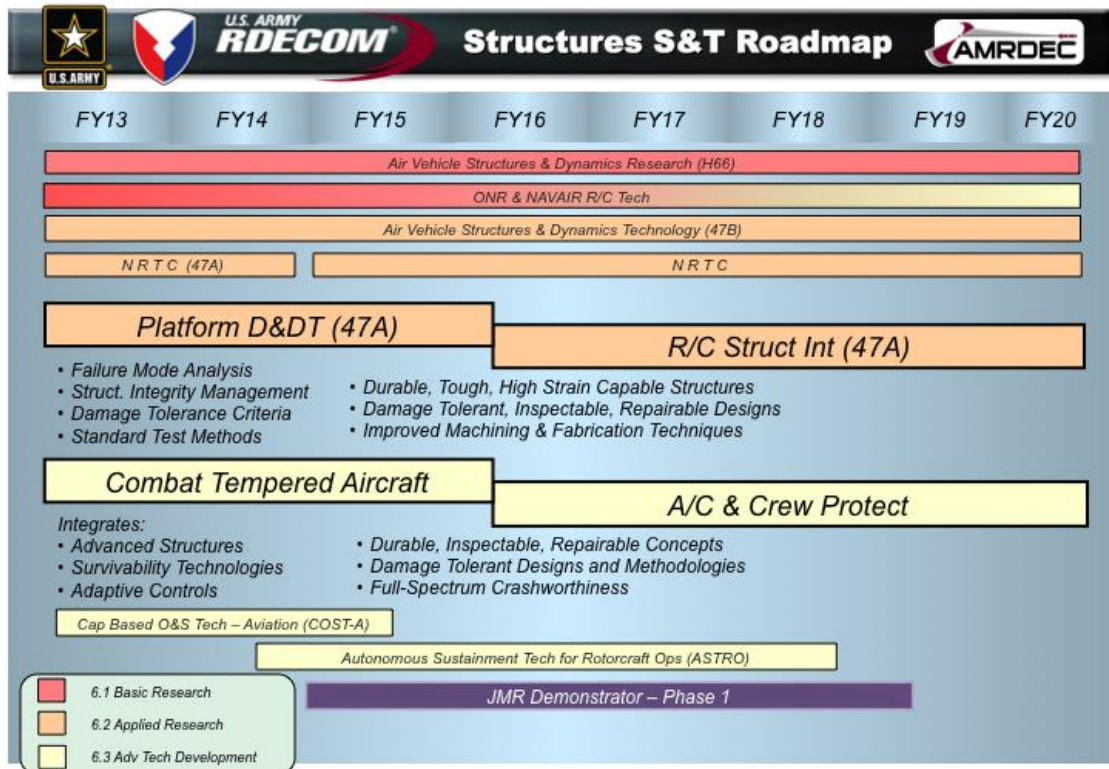 U.S. ARMY
U.S. ARMY
RDECOM®
Structures S&T Roadmap
AMRDEC
FY13 FY14 FY15 FY16 FY17 FY18 FY19 FY20
Air Vehicle Structures & Dynamics Research (H66)
ONR & NAVAIR R/C Tech
Air Vehicle Structures & Dynamics Technology (47B)
N R T C (47A)
N R T C
Platform D&DT (47A)
R/C Struct Int (47A)
• Failure Mode Analysis
• Struct. Integrity Management
• Damage Tolerance Criteria
• Standard Test Methods
• Durable, Tough, High Strain Capable Structures
• Damage Tolerant, Inspectable, Repairable Designs
• Improved Machining & Fabrication Techniques
Combat Tempered Aircraft
A/C & Crew Protect
Integrates:
• Advanced Structures
• Survivability Technologies
• Adaptive Controls
• Durable, Inspectable, Repairable Concepts
• Damage Tolerant Designs and Methodologies
• Full-Spectrum Crashworthiness
Cap Based O&S Tech – Aviation (COST-A)
Autonomous Sustainment Tech for Rotorcraft Ops (ASTRO)
JMR Demonstrator – Phase 1
6.1 Basic Research
6.2 Applied Research
6.3 Adv Tech Development